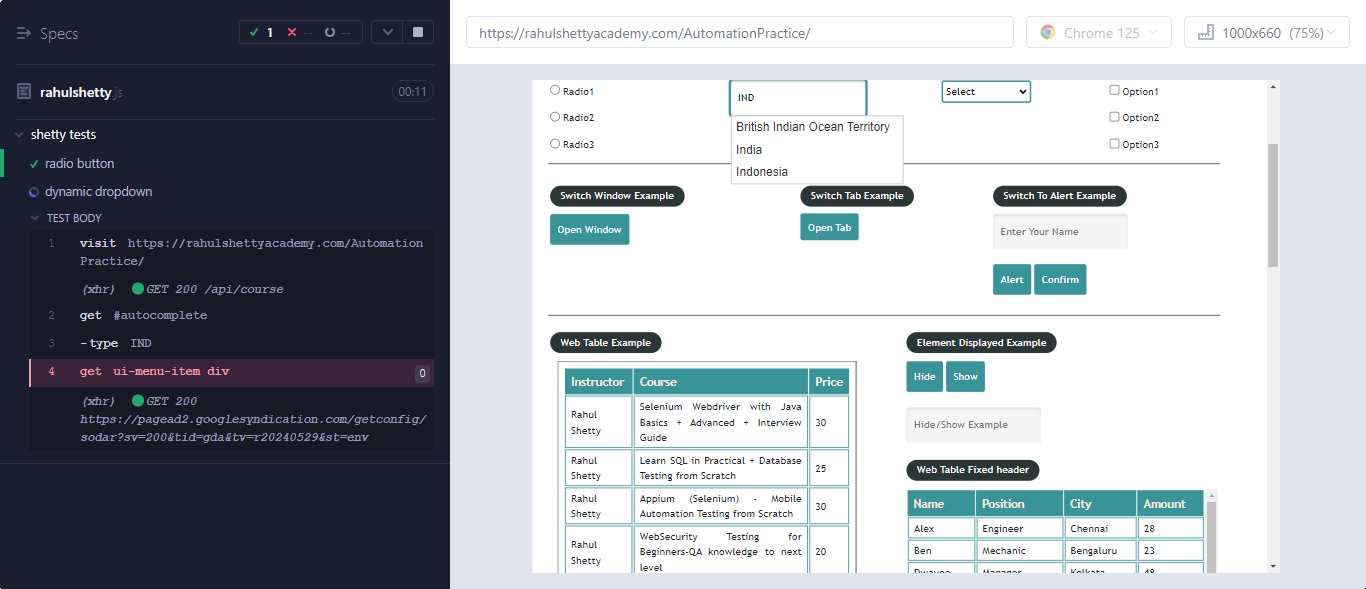 Specs
1
--
--
rahulshetty.js
00:11
shetty tests
radio button
dynamic dropdown
TEST BODY
1 visit https://rahulshettyacademy.com/Automation
Practice/
(xhr) GET 200 /api/course
2 get #autocomplete
3 -type IND
4 get ui-menu-item div 0
(xhr) GET 200
https://pagead2.googlesyndication.com/getconfig/
sodar?sv=200&tid=gda&tv=r20240529&st=env
https://rahulshettyacademy.com/AutomationPractice/
Chrome 125
1000x660 (75%)
Radio1
Radio2
Radio3
IND
British Indian Ocean Territory
India
Indonesia
Select
Option1
Option2
Option3
Switch Window Example
Open Window
Switch Tab Example
Open Tab
Switch To Alert Example
Enter Your Name
Alert Confirm
Web Table Example
Instructor Course Price
Rahul Shetty Selenium Webdriver with Java Basics + Advanced + Interview Guide 30
Rahul Shetty Learn SQL in Practical + Database Testing from Scratch 25
Rahul Shetty Appium (Selenium) - Mobile Automation Testing from Scratch 30
Rahul Shetty WebSecurity Testing for Beginners-QA knowledge to next level 20
Element Displayed Example
Hide Show
Hide/Show Example
Web Table Fixed header
Name Position City Amount
Alex Engineer Chennai 28
Ben Mechanic Bengaluru 23
Dwayne Manager Kolkata 48